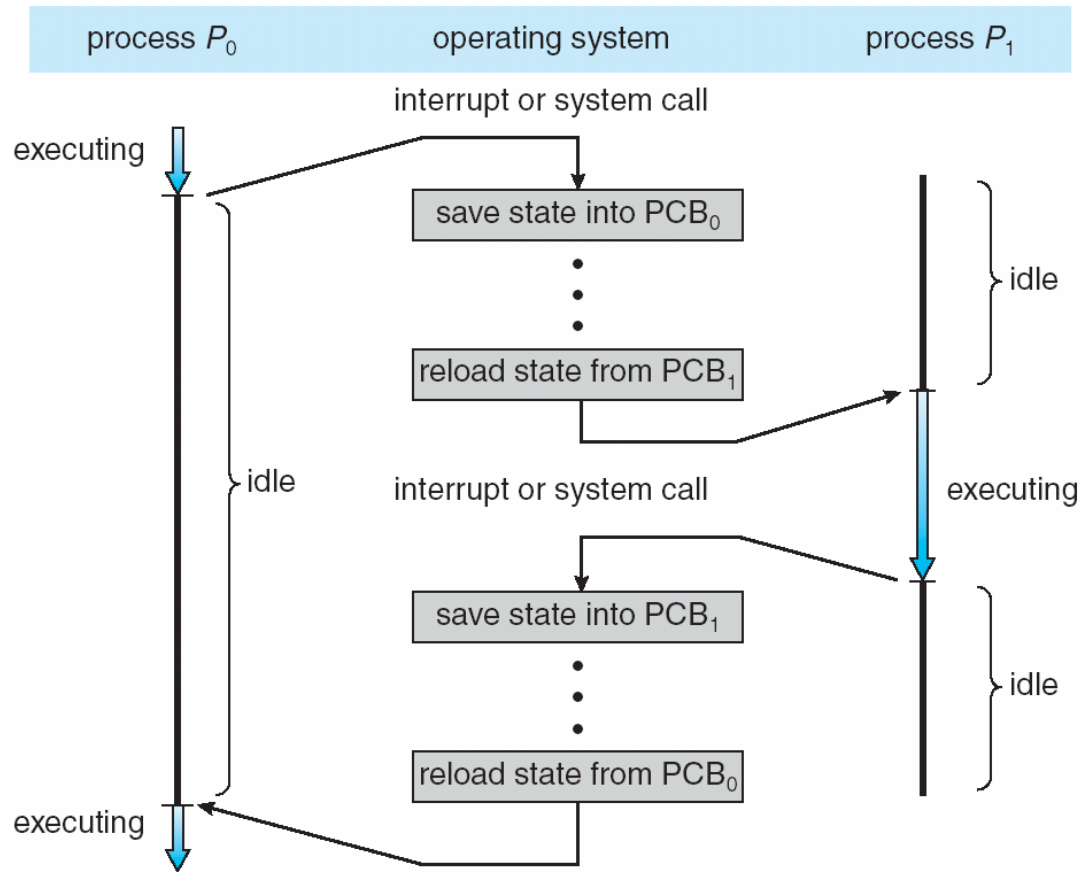 process P₀
operating system
process P₁
interrupt or system call
executing
save state into PCB₀
idle
reload state from PCB₁
idle
interrupt or system call
executing
save state into PCB₁
idle
reload state from PCB₀
executing